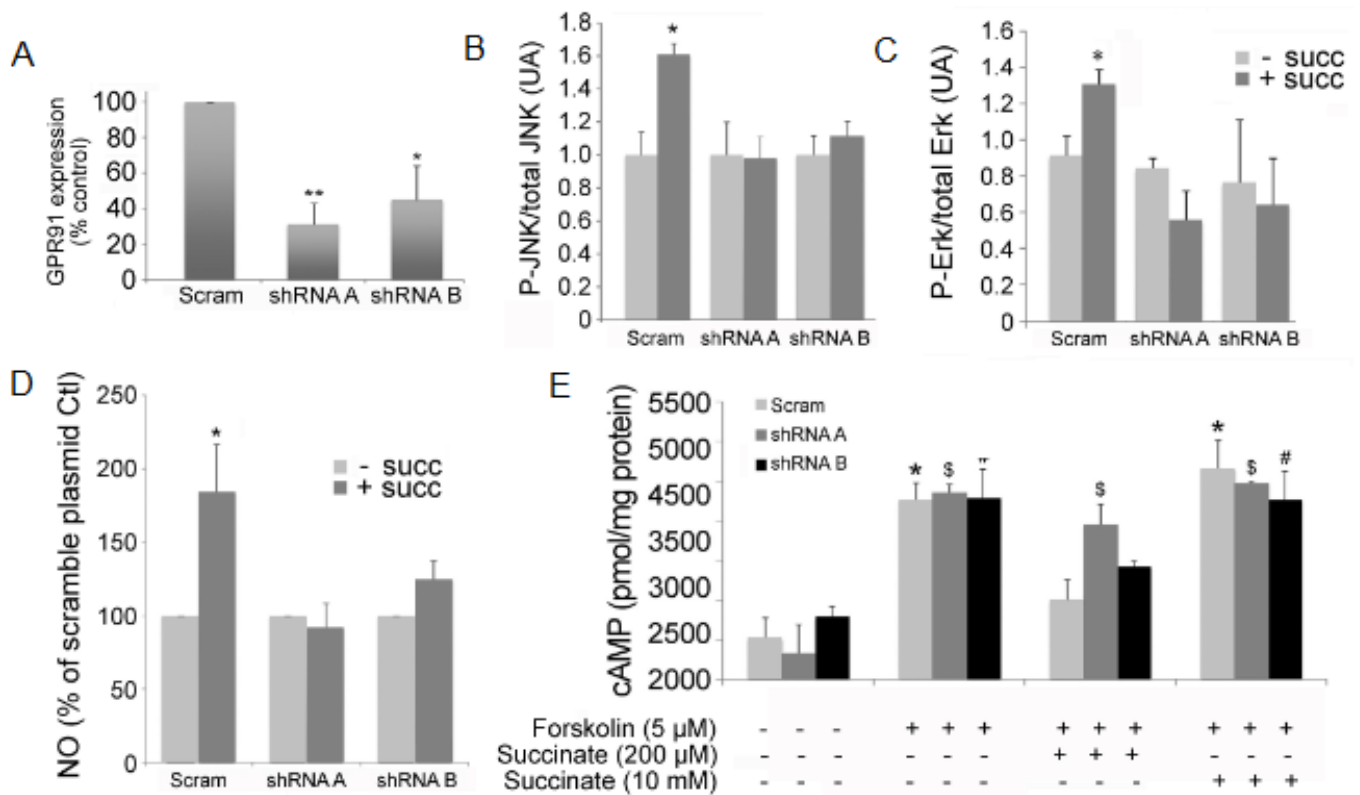 A
GPR91 expression
(% control)
100
80
60
40
20
0
**
*
Scram shRNA A shRNA B
B
P-JNK/total JNK (UA)
1.8
1.6
1.4
1.2
1.0
0.8
0.6
0.4
0.2
0
*
Scram shRNA A shRNA B
C
P-Erk/total Erk (UA)
1.6
1.4
1.2
1.0
0.8
0.6
0.4
0.2
0
*
- succ
+ succ
Scram shRNA A shRNA B
D
NO (% of scramble plasmid Ctl)
250
200
150
100
50
0
*
- succ
+ succ
Scram shRNA A shRNA B
E
cAMP (pmol/mg protein)
5500
5000
4500
4000
3500
3000
2500
2000
Scram
shRNA A
shRNA B
* $
$
* $ #
Forskolin (5 µM) - - - + + + + + + + + +
Succinate (200 µM) - - - - - - + + + - - -
Succinate (10 mM) - - - - - - - - - + + +